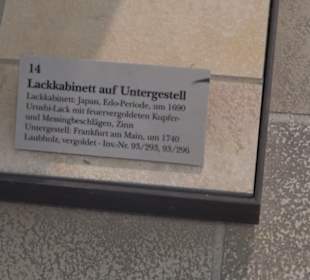 14
Lackkabinett auf Untergestell
Lackkabinett: Japan, Edo-Periode, um 1690
Urushi-Lack mit feuervergoldeten Kupfer-
und Messingbeschlägen, Zinn
Untergestell: Frankfurt am Main, um 1740
Laubholz, vergoldet - Inv.-Nr. 93/293, 93/296